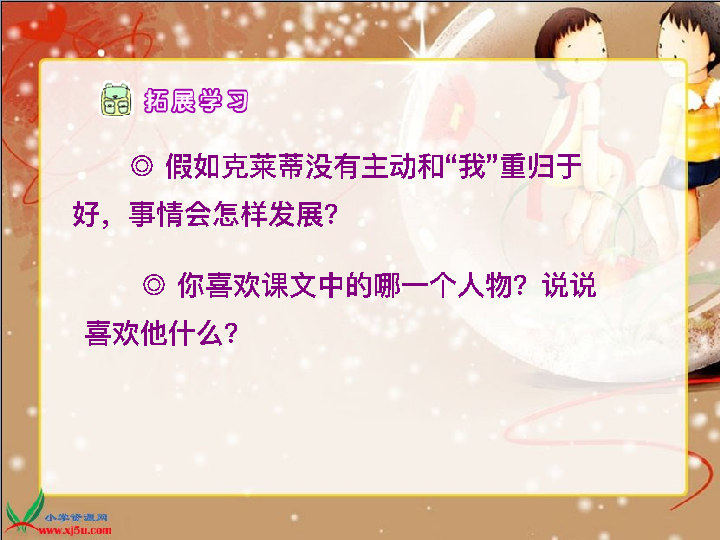 拓展学习
◎ 假如克莱蒂没有主动和“我”重归于
好，事情会怎样发展？
◎ 你喜欢课文中的哪一个人物？说说
喜欢他什么？
小学资源网
www.xj5u.com